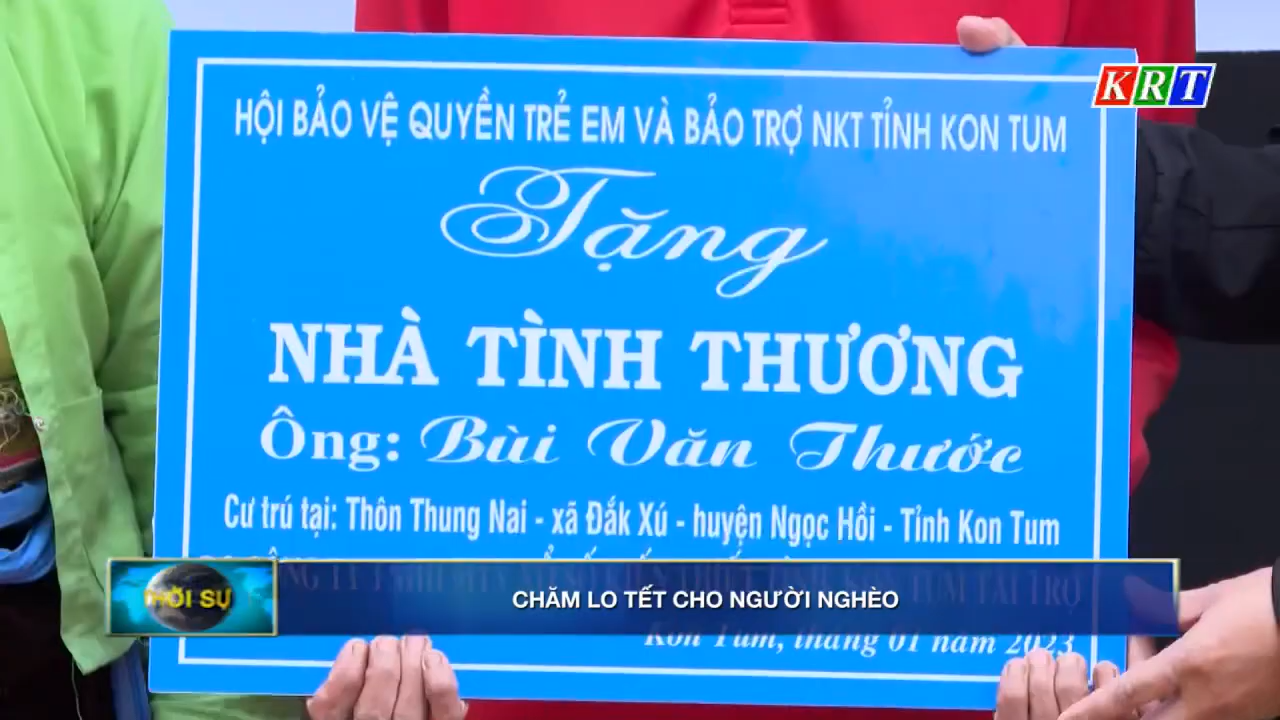 KRT
HỘI BẢO VỆ QUYỀN TRẺ EM VÀ BẢO TRỢ NKT TỈNH KON TUM
Tặng
NHÀ TÌNH THƯƠNG
Ông: Bùi Văn Thước
Cư trú tại: Thôn Thung Nai - xã Đắk Xú - huyện Ngọc Hồi - Tỉnh Kon Tum
THỜI SỰ
CHĂM LO TẾT CHO NGƯỜI NGHÈO
Kon Tum, tháng 01 năm 2023